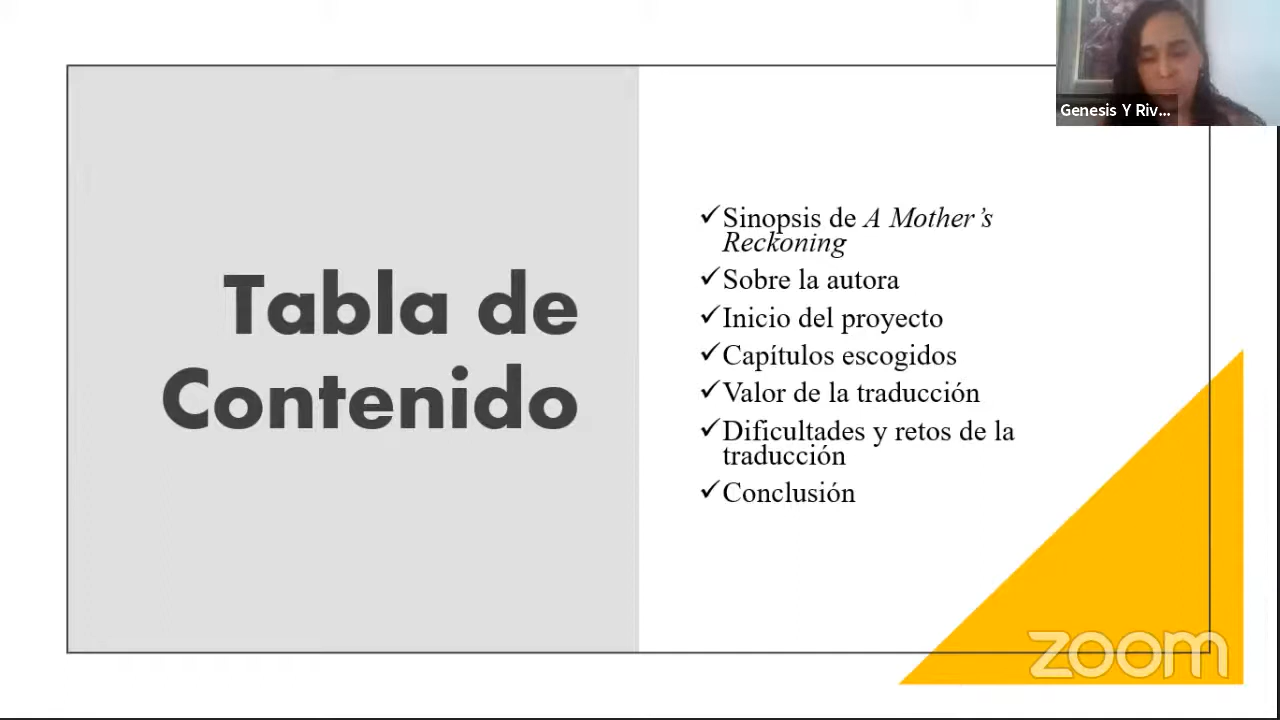 Genesis Y Riv...
Tabla de
Contenido
✓Sinopsis de A Mother's
Reckoning
✓Sobre la autora
✓Inicio del proyecto
✓Capítulos escogidos
✓Valor de la traducción
✓Dificultades y retos de la
traducción
✓Conclusión
zoom